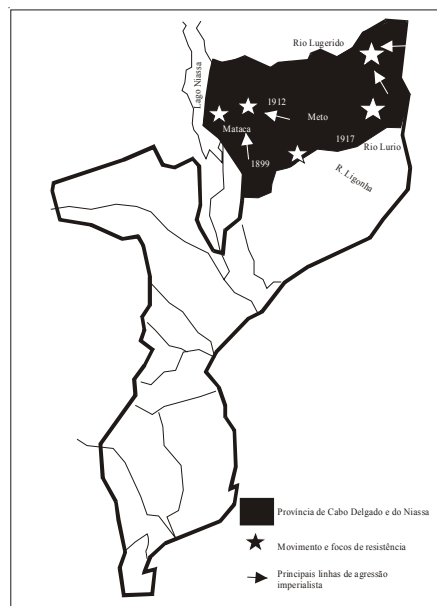 Rio Lugerido
Lago Niassa
1912
Mataca
Meto
1917
1899
Rio Lurio
R. Ligonha
Província de Cabo Delgado e do Niassa
Movimento e focos de resistência
Principais linhas de agressão
imperialista